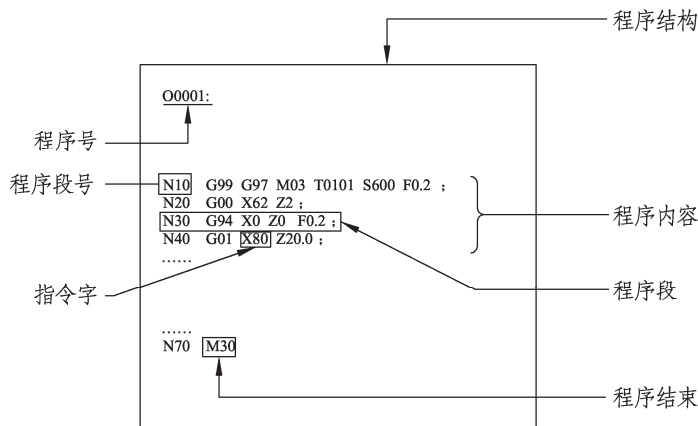 程序结构
O0001:
程序号
程序段号
N10 G99 G97 M03 T0101 S600 F0.2 ;
N20 G00 X62 Z2 ;
N30 G94 X0 Z0 F0.2 ;
N40 G01 X80 Z20.0 ;
……
程序内容
指令字
程序段
……
N70 M30
程序结束